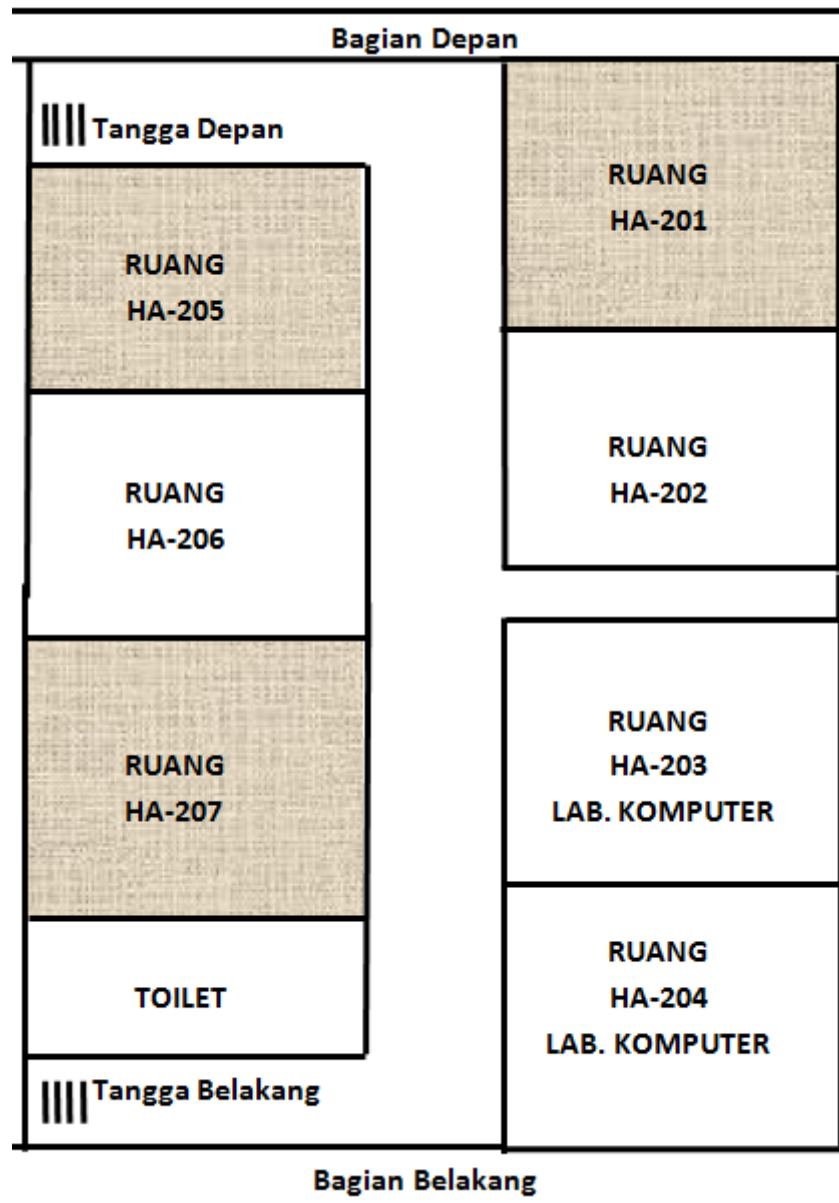 Bagian Depan
Tangga Depan
RUANG
HA-205
RUANG
HA-206
RUANG
HA-207
TOILET
Tangga Belakang
RUANG
HA-201
RUANG
HA-202
RUANG
HA-203
LAB. KOMPUTER
RUANG
HA-204
LAB. KOMPUTER
Bagian Belakang